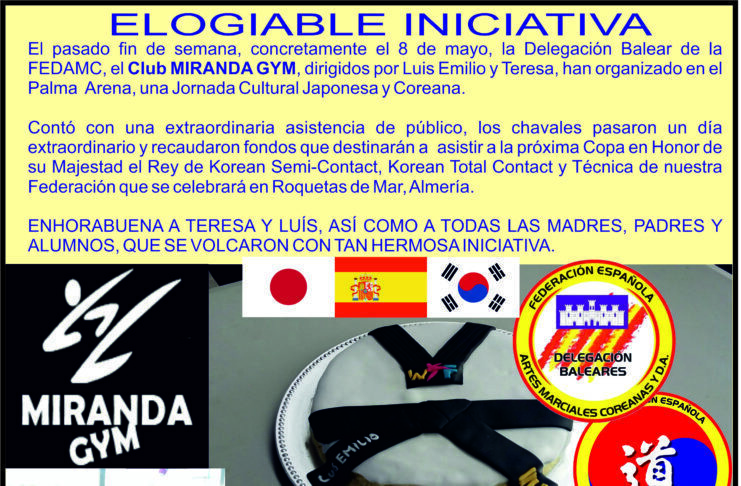 ELOGIABLE INICIATIVA
El pasado fin de semana, concretamente el 8 de mayo, la Delegación Balear de la
FEDAMC, el Club MIRANDA GYM, dirigidos por Luis Emilio y Teresa, han organizado en el
Palma Arena, una Jornada Cultural Japonesa y Coreana.
Contó con una extraordinaria asistencia de público, los chavales pasaron un día
extraordinario y recaudaron fondos que destinarán a asistir a la próxima Copa en Honor de
su Majestad el Rey de Korean Semi-Contact, Korean Total Contact y Técnica de nuestra
Federación que se celebrará en Roquetas de Mar, Almería.
ENHORABUENA A TERESA Y LUÍS, ASÍ COMO A TODAS LAS MADRES, PADRES Y
ALUMNOS, QUE SE VOLCARON CON TAN HERMOSA INICIATIVA.
MIRANDA
GYM
WTF
LUIS EMILIO
FEDERACIÓN ESPAÑOLA
DELEGACIÓN
BALEARES
ARTES MARCIALES COREANAS Y D.A.
ESPAÑOLA
道